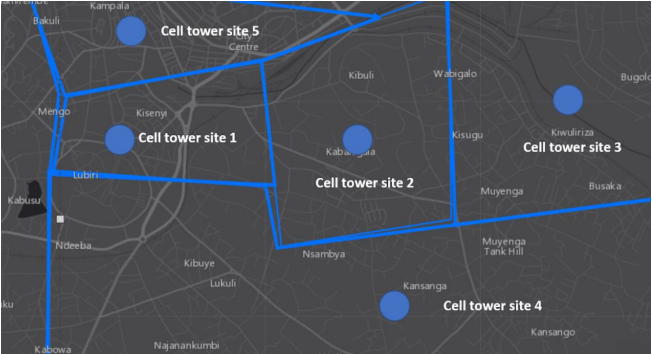 Kampala
Bakuli
Cell tower site 5
City
Centre
Kibuli
Wabigalo
Bugolo
Mengo
Kisenyi
Cell tower site 1
Kisugu
Kiwuliriza
Cell tower site 3
Lubiri
Cell tower site 2
Kabusu
Muyenga
Busaka
Ndeeba
Nsambya
Muyenga
Tank Hill
Kibuye
Lukuli
Kansanga
Cell tower site 4
Kansango
Kabowa
Najanankumbi